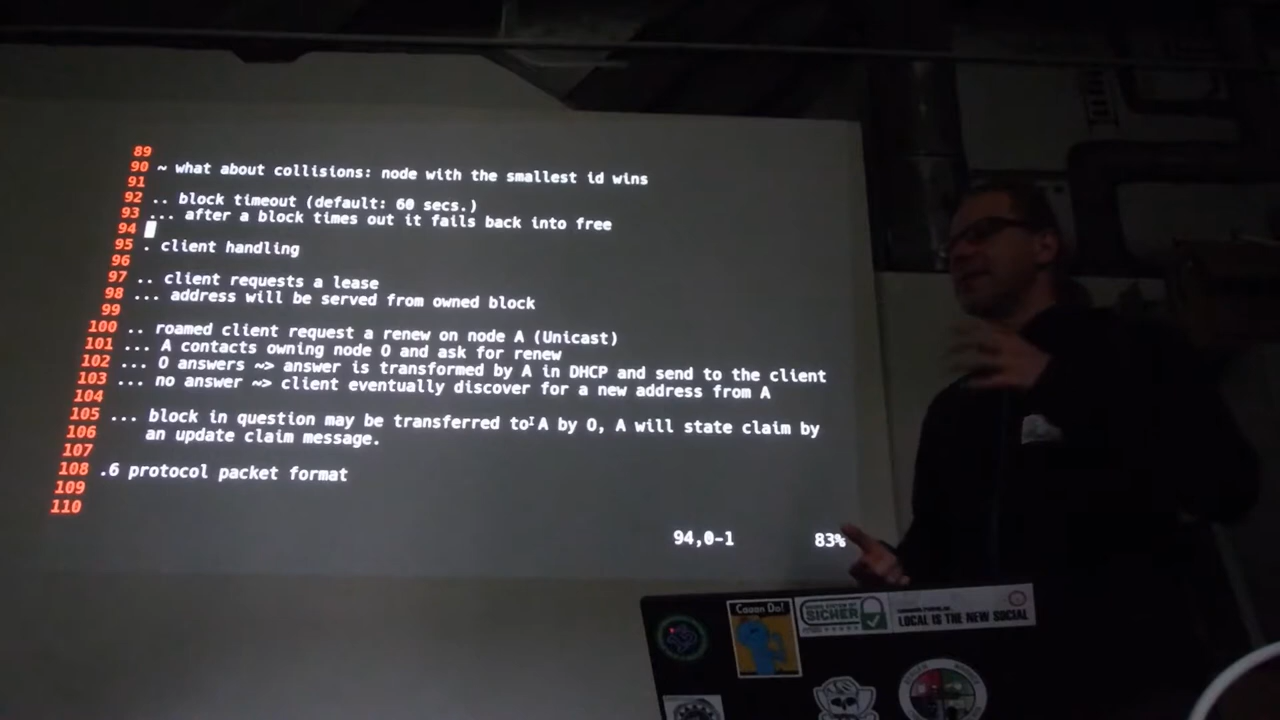 89
90 ~ what about collisions: node with the smallest id wins
91
92 .. block timeout (default: 60 secs.)
93 ... after a block times out it fails back into free
94
95 . client handling
96
97 .. client requests a lease
98 ... address will be served from owned block
99
100 .. roamed client request a renew on node A (Unicast)
101 ... A contacts owning node O and ask for renew
102 ... O answers ~> answer is transformed by A in DHCP and send to the client
103 ... no answer ~> client eventually discover for a new address from A
104
105 ... block in question may be transferred to A by O, A will state claim by
106 an update claim message.
107
108 .6 protocol packet format
109
110
94,0-1 83%
SICHER
LOCAL IS THE NEW SOCIAL